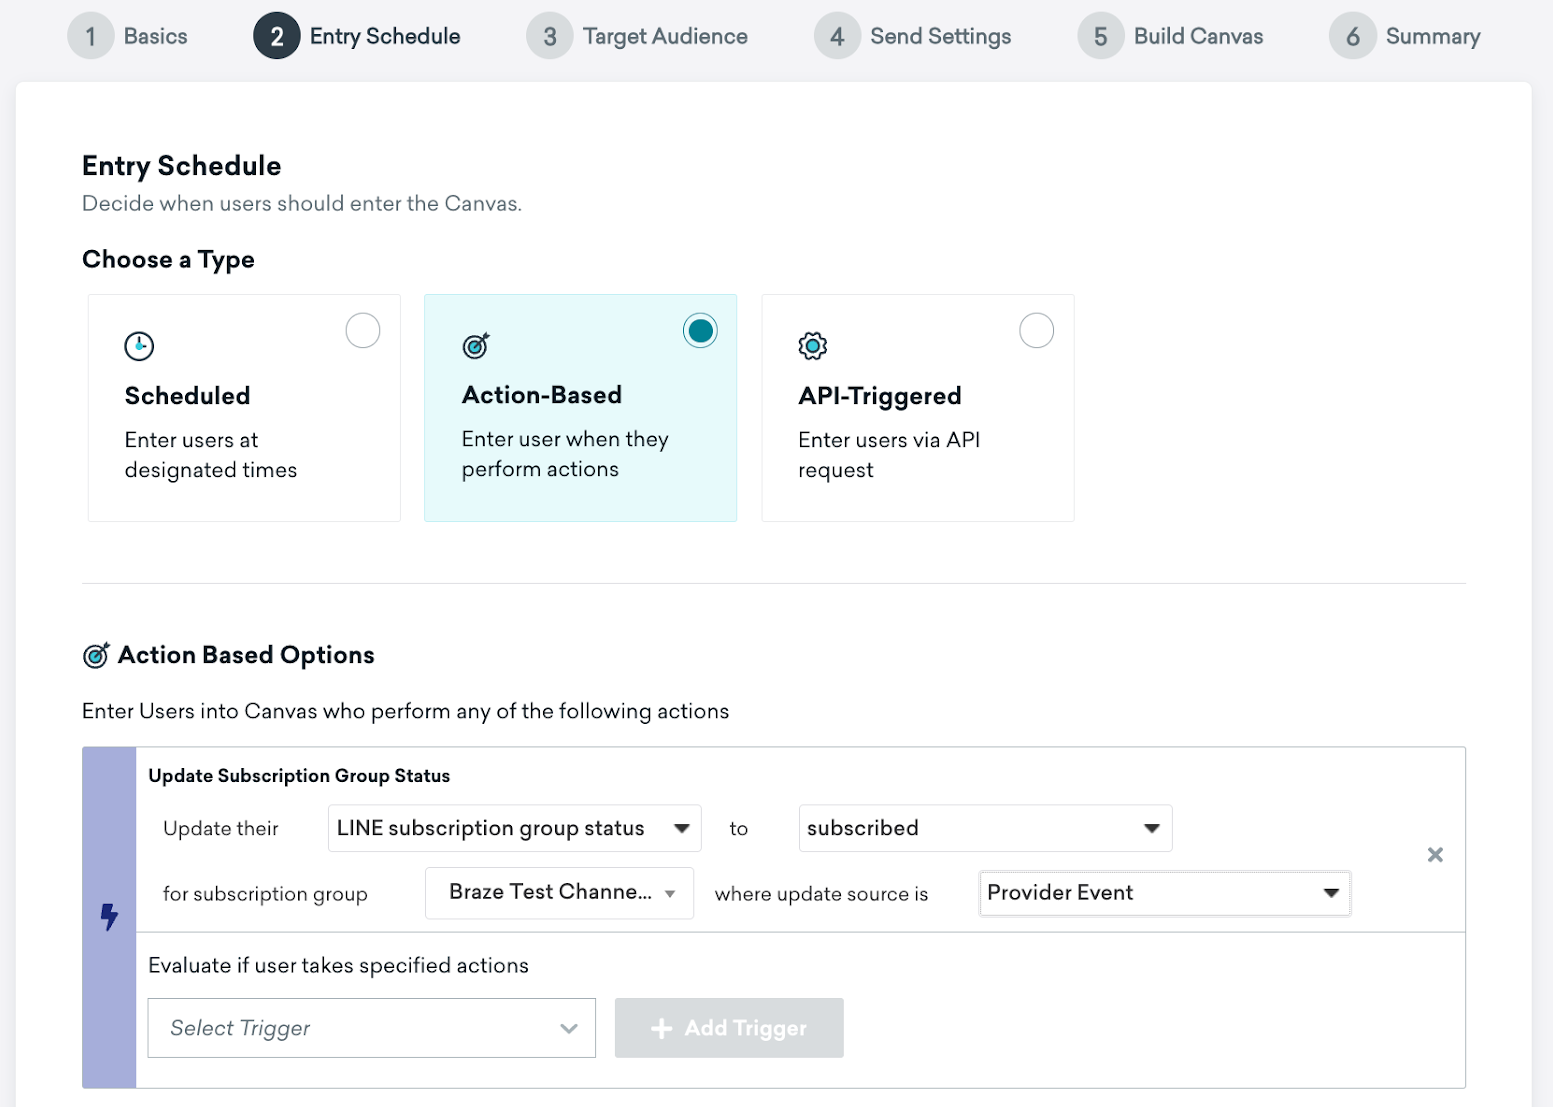 1 Basics 2 Entry Schedule 3 Target Audience 4 Send Settings 5 Build Canvas 6 Summary
Entry Schedule
Decide when users should enter the Canvas.
Choose a Type
Scheduled
Enter users at
designated times
Action-Based
Enter user when they
perform actions
API-Triggered
Enter users via API
request
Action Based Options
Enter Users into Canvas who perform any of the following actions
Update Subscription Group Status
Update their LINE subscription group status to subscribed
for subscription group Braze Test Channe... where update source is Provider Event
Evaluate if user takes specified actions
Select Trigger + Add Trigger